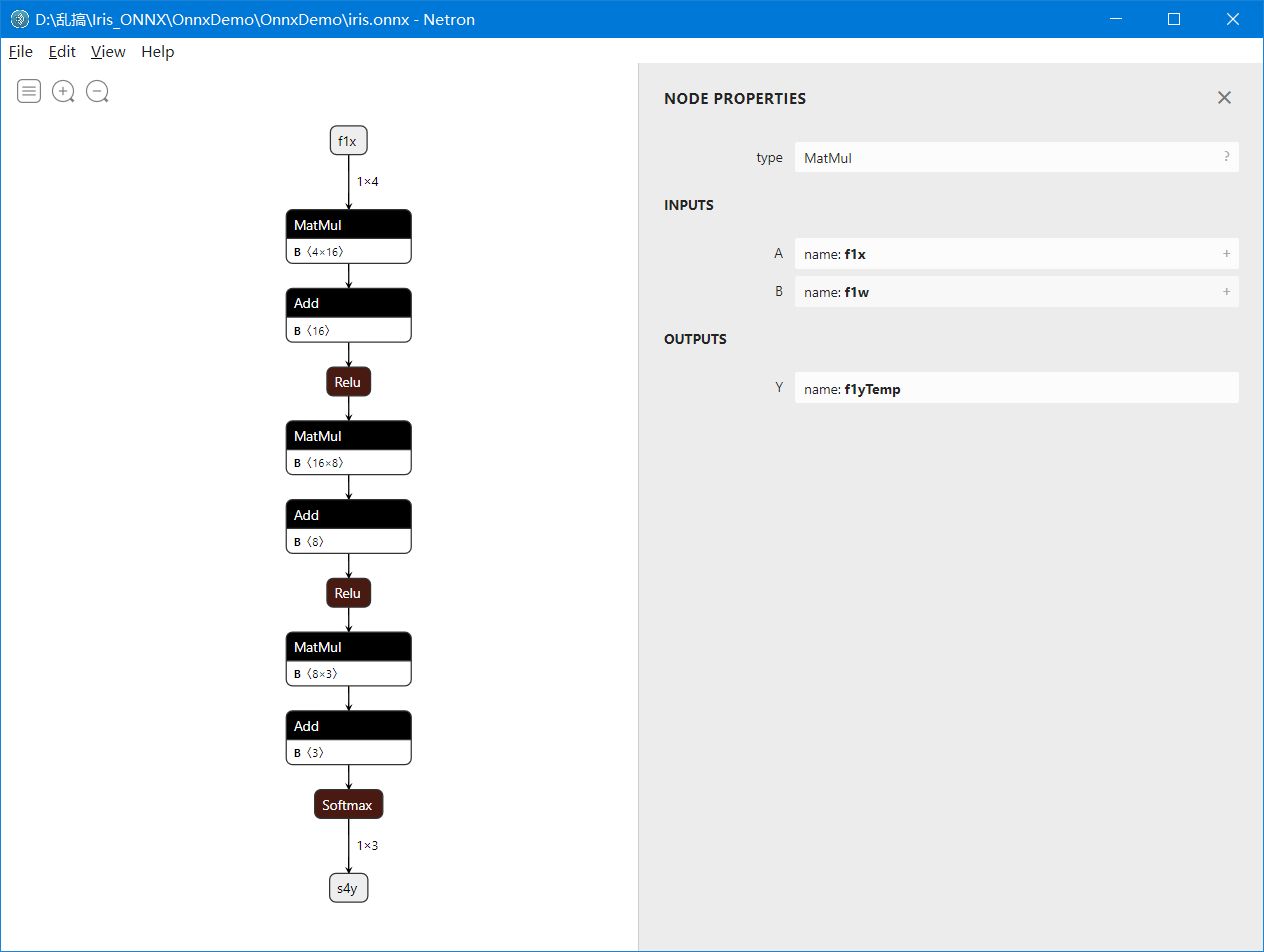 D:\乱搞\Iris_ONNX\OnnxDemo\OnnxDemo\iris.onnx - Netron
File Edit View Help
f1x
1×4
MatMul
B 〈4×16〉
Add
B 〈16〉
Relu
MatMul
B 〈16×8〉
Add
B 〈8〉
Relu
MatMul
B 〈8×3〉
Add
B 〈3〉
Softmax
1×3
s4y
NODE PROPERTIES
type MatMul ?
INPUTS
A name: f1x +
B name: f1w +
OUTPUTS
Y name: f1yTemp